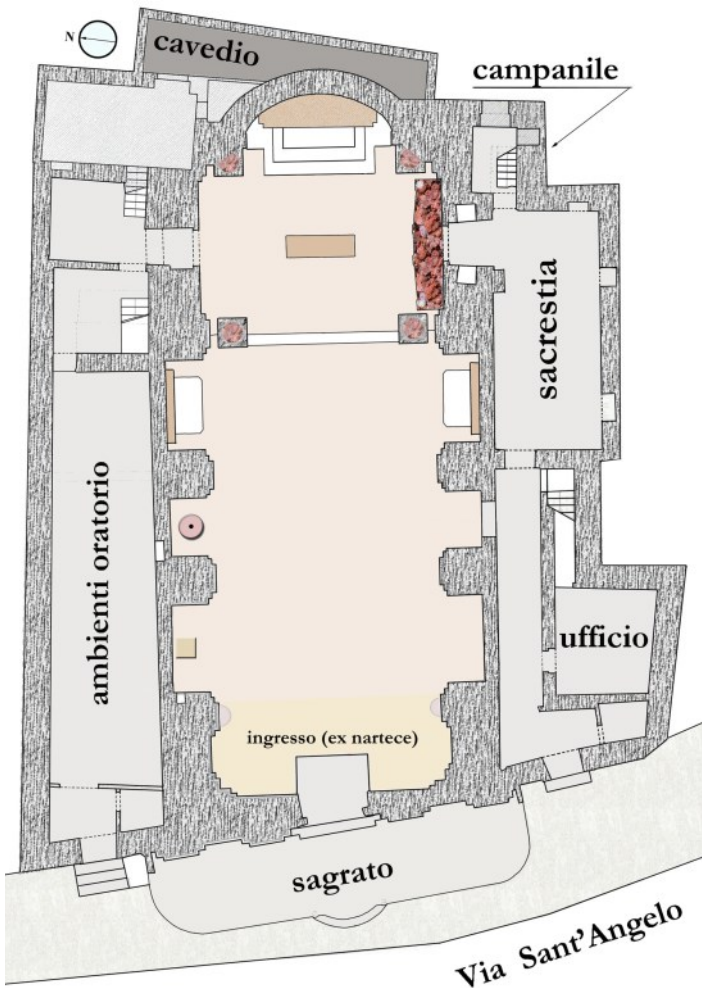 N
cavedio
campanile
sacrestia
ambienti oratorio
ufficio
ingresso (ex nartece)
sagrato
Via Sant'Angelo